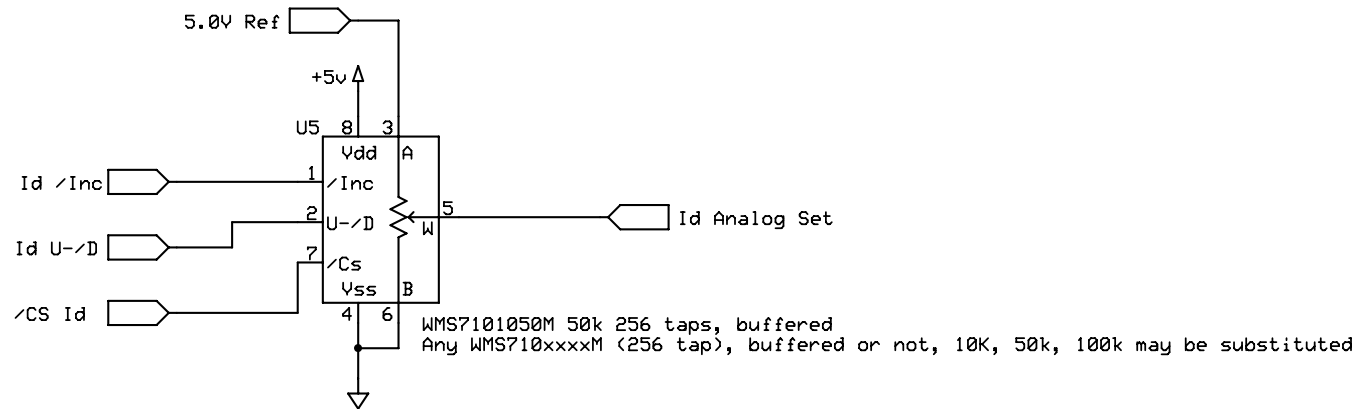 5.0V Ref
+5v
U5 8 3
Vdd A
1
Id /Inc /Inc
2 5
U-/D W Id Analog Set
Id U-/D
7
/Cs
Vss B
/CS Id
4 6
WMS7101050M 50k 256 taps, buffered
Any WMS710xxxxM (256 tap), buffered or not, 10K, 50k, 100k may be substituted